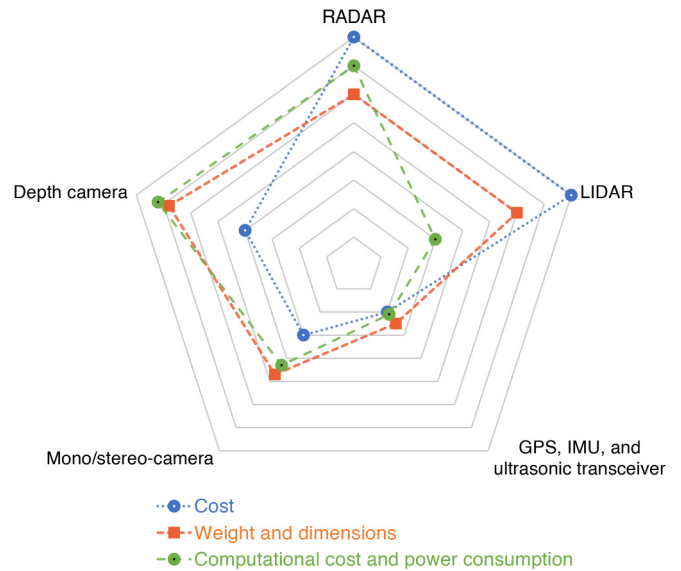 RADAR
Depth camera
LIDAR
Mono/stereo-camera
GPS, IMU, and
ultrasonic transceiver
Cost
Weight and dimensions
Computational cost and power consumption